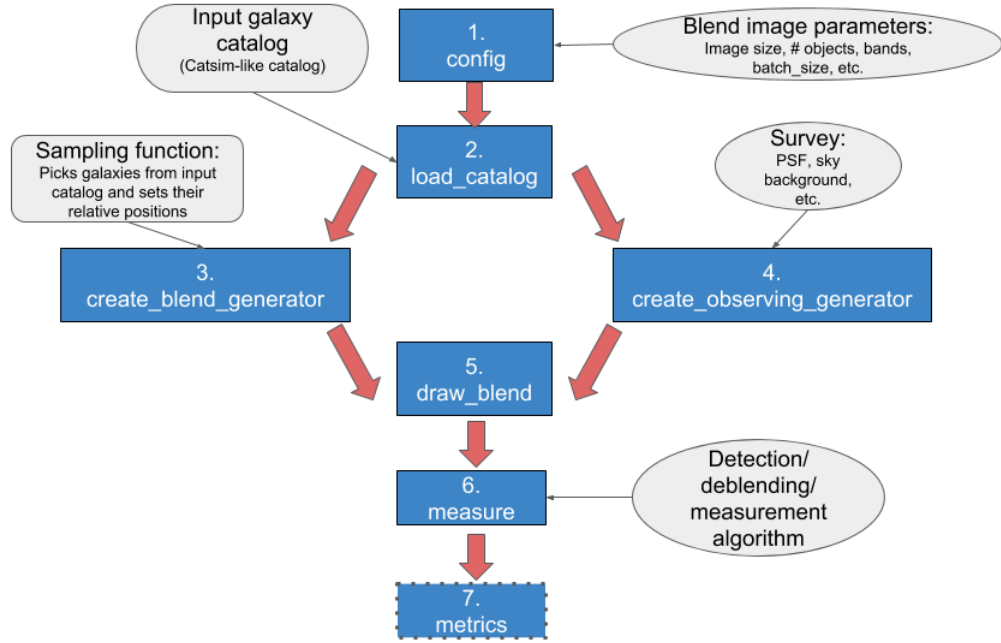 Input galaxy
catalog
(Catsim-like catalog)
1.
config
Blend image parameters:
Image size, # objects, bands,
batch_size, etc.
2.
load_catalog
Sampling function:
Picks galaxies from input
catalog and sets their
relative positions
Survey:
PSF, sky
background,
etc.
3.
create_blend_generator
4.
create_observing_generator
5.
draw_blend
6.
measure
Detection/
deblending/
measurement
algorithm
7.
metrics